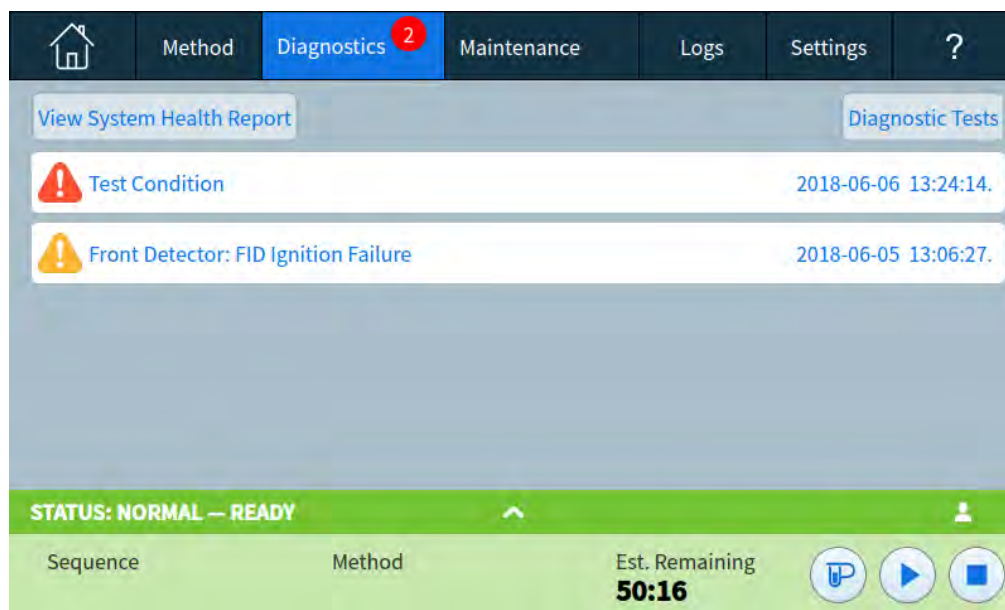 Method Diagnostics 2 Maintenance Logs Settings ?
View System Health Report Diagnostic Tests
Test Condition 2018-06-06 13:24:14.
Front Detector: FID Ignition Failure 2018-06-05 13:06:27.
STATUS: NORMAL — READY
Sequence Method Est. Remaining
50:16